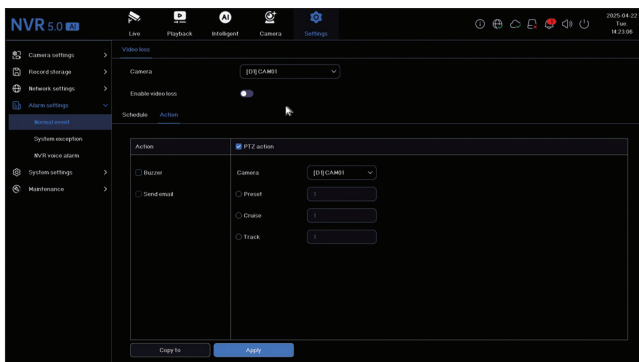 NVR 5.0 AI
Live
Playback
AI
Intelligent
Camera
Settings
2025-04-22
Tue.
14:23:06
Camera settings
Record storage
Network settings
Alarm settings
Normal event
System exception
NVR voice alarm
System settings
Maintenance
Video loss
Camera
[D1] CAM01
Enable video loss
Schedule
Action
Action
PTZ action
Buzzer
Send email
Camera
[D1] CAM01
Preset
1
Cruise
1
Track
1
Copy to
Apply